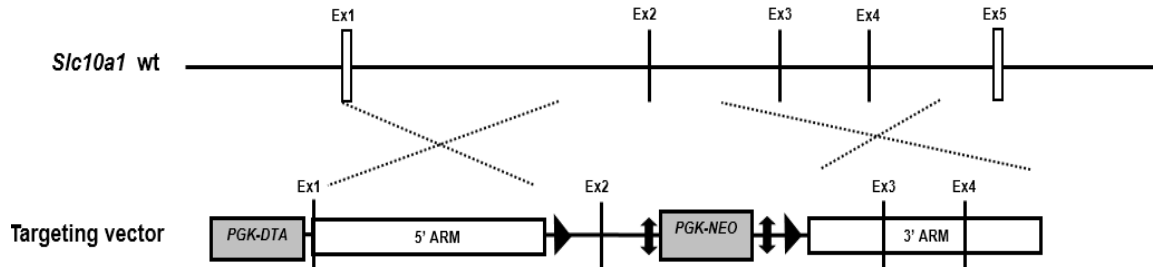 Ex1 Ex2 Ex3 Ex4 Ex5
Slc10a1 wt
Ex1 Ex2 Ex3 Ex4
Targeting vector PGK-DTA 5' ARM PGK-NEO 3' ARM